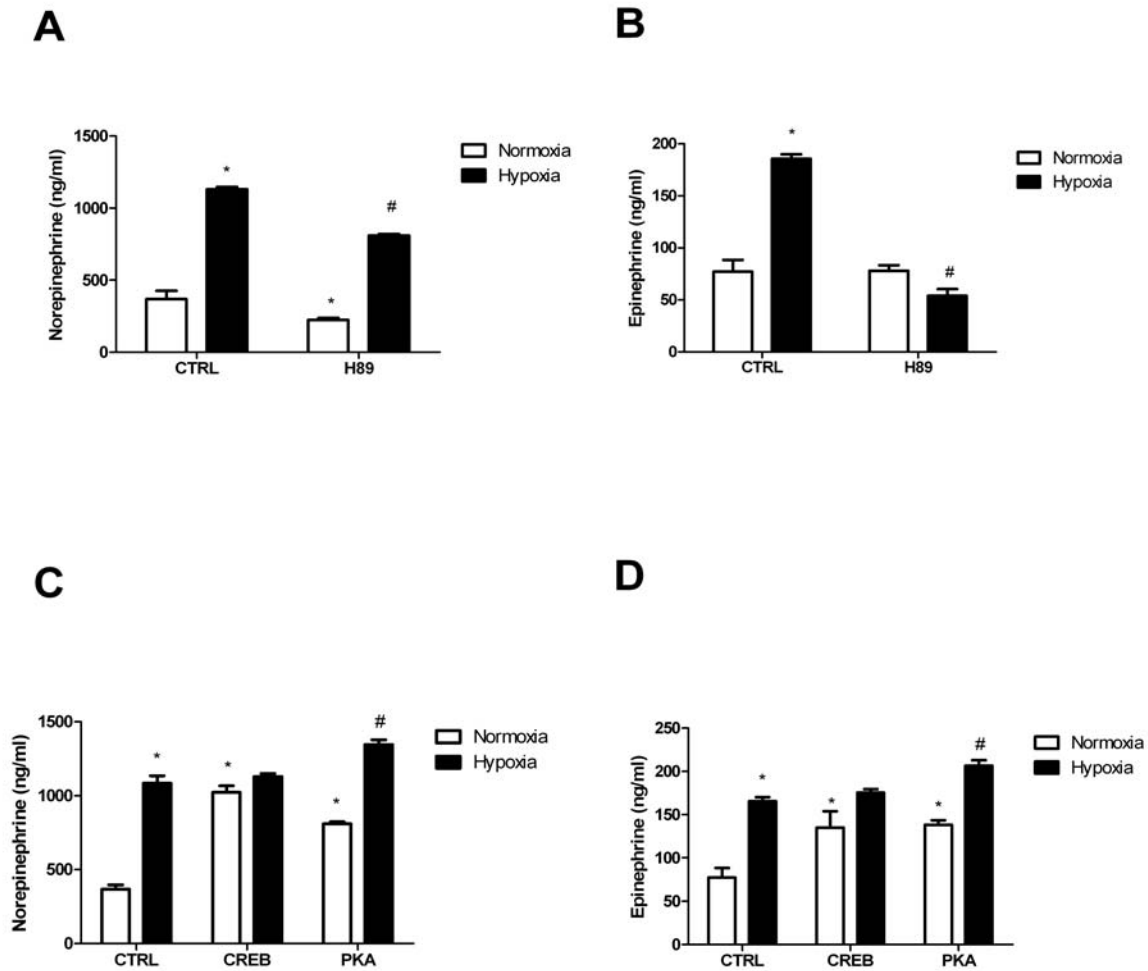 A
Norepinephrine (ng/ml)
1500
1000
500
0
*
*
#
CTRL
H89
Normoxia
Hypoxia
B
Epinephrine (ng/ml)
200
150
100
50
0
*
#
CTRL
H89
Normoxia
Hypoxia
C
Norepinephrine (ng/ml)
1500
1000
500
0
*
*
*
#
CTRL
CREB
PKA
Normoxia
Hypoxia
D
Epinephrine (ng/ml)
250
200
150
100
50
0
*
*
*
#
CTRL
CREB
PKA
Normoxia
Hypoxia